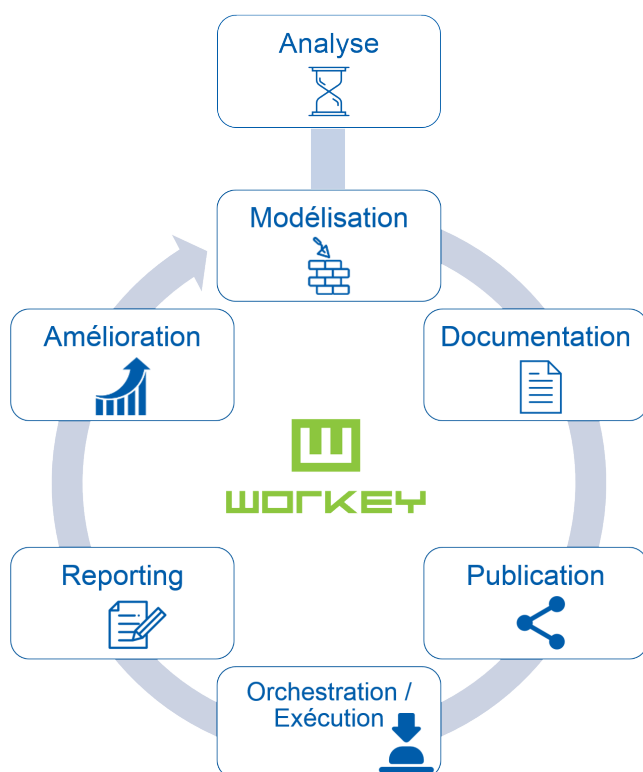 Analyse
Modélisation
Documentation
Publication
Orchestration /
Exécution
Reporting
Amélioration
WORKEY